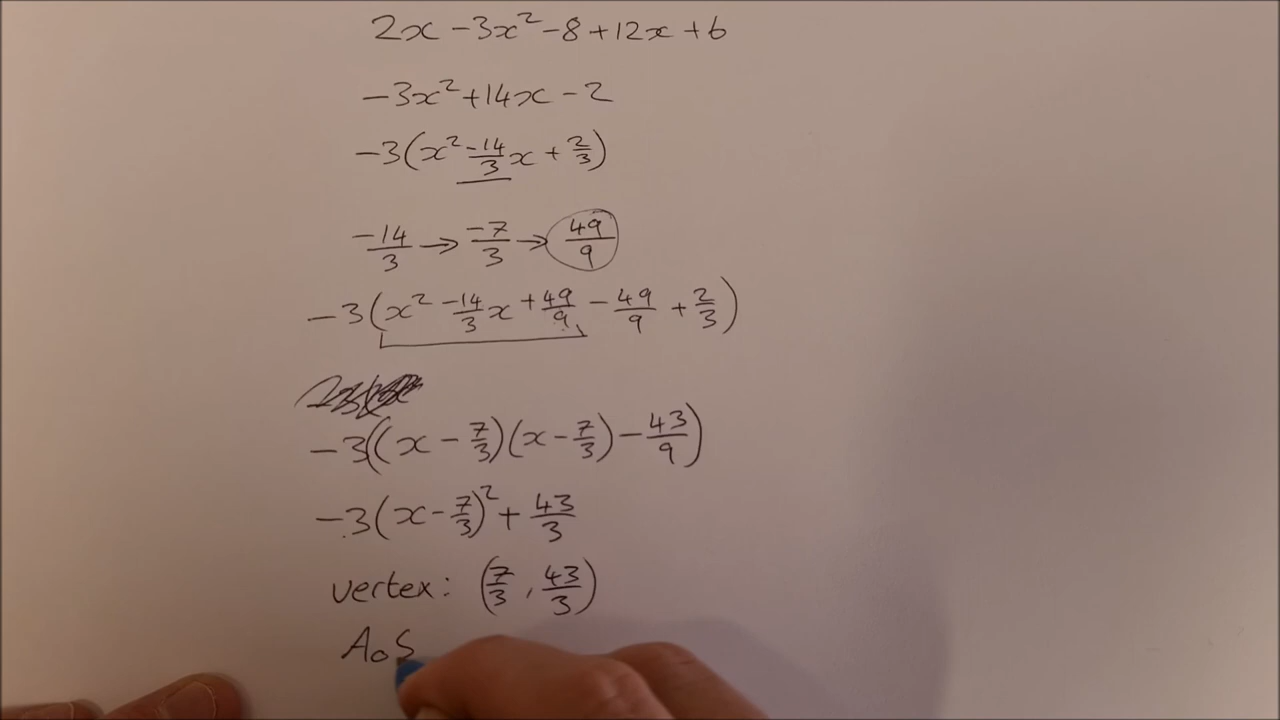 2x -3x² -8 +12x +6
-3x² +14x -2
-3(x² -14/3 x + 2/3)
-14/3 → -7/3 → 49/9
-3(x² -14/3 x + 49/9 - 49/9 + 2/3)
-3((x - 7/3)(x - 7/3) - 43/9)
-3(x - 7/3)² + 43/3
vertex: (7/3, 43/3)
AoS